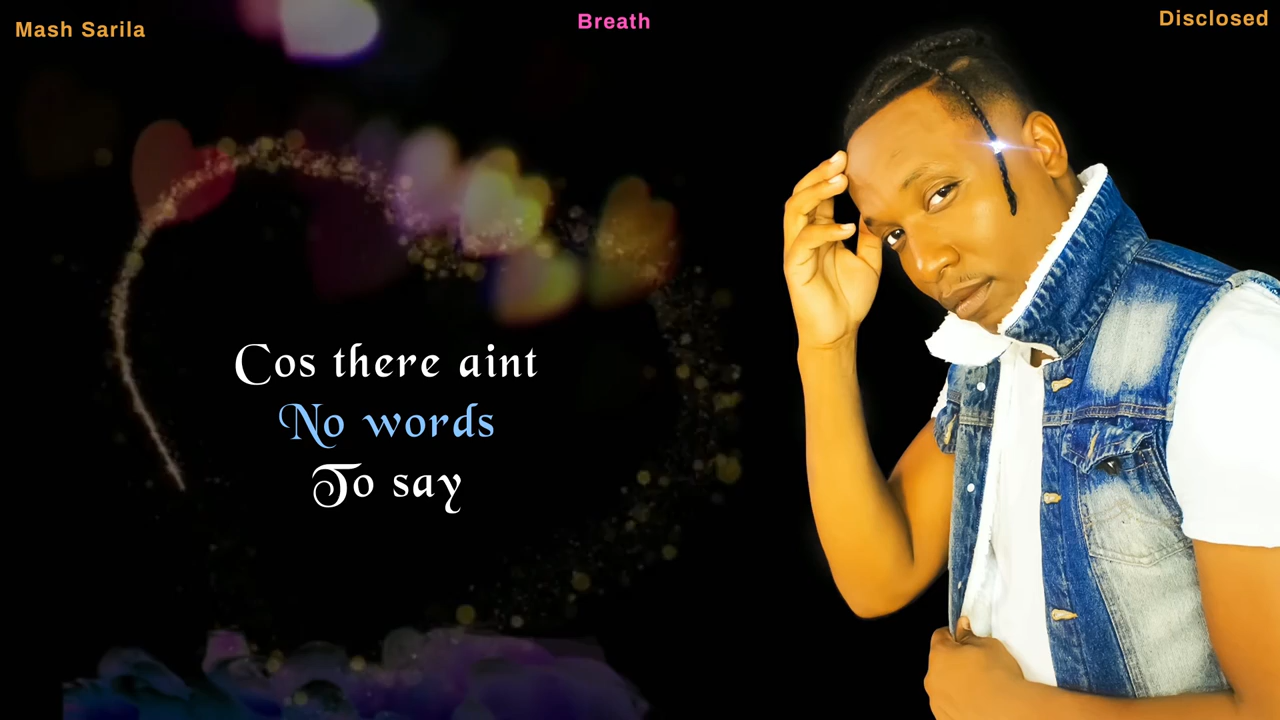 Mash Sarila
Breath
Disclosed
Cos there aint
No words
To say